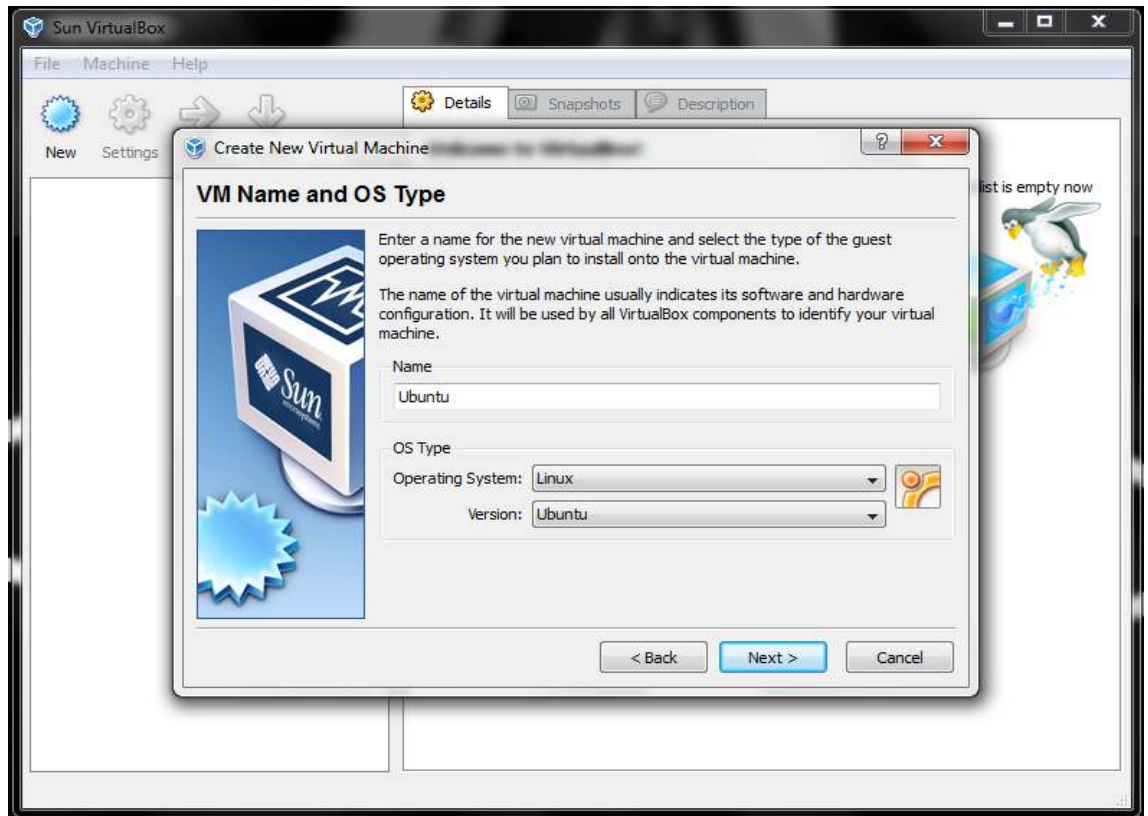 Sun VirtualBox
File Machine Help
New Settings
Details Snapshots Description
list is empty now
Create New Virtual Machine
VM Name and OS Type
Enter a name for the new virtual machine and select the type of the guest
operating system you plan to install onto the virtual machine.
The name of the virtual machine usually indicates its software and hardware
configuration. It will be used by all VirtualBox components to identify your virtual
machine.
Name
Ubuntu
OS Type
Operating System: Linux
Version: Ubuntu
Sun
microsystems
< Back Next > Cancel